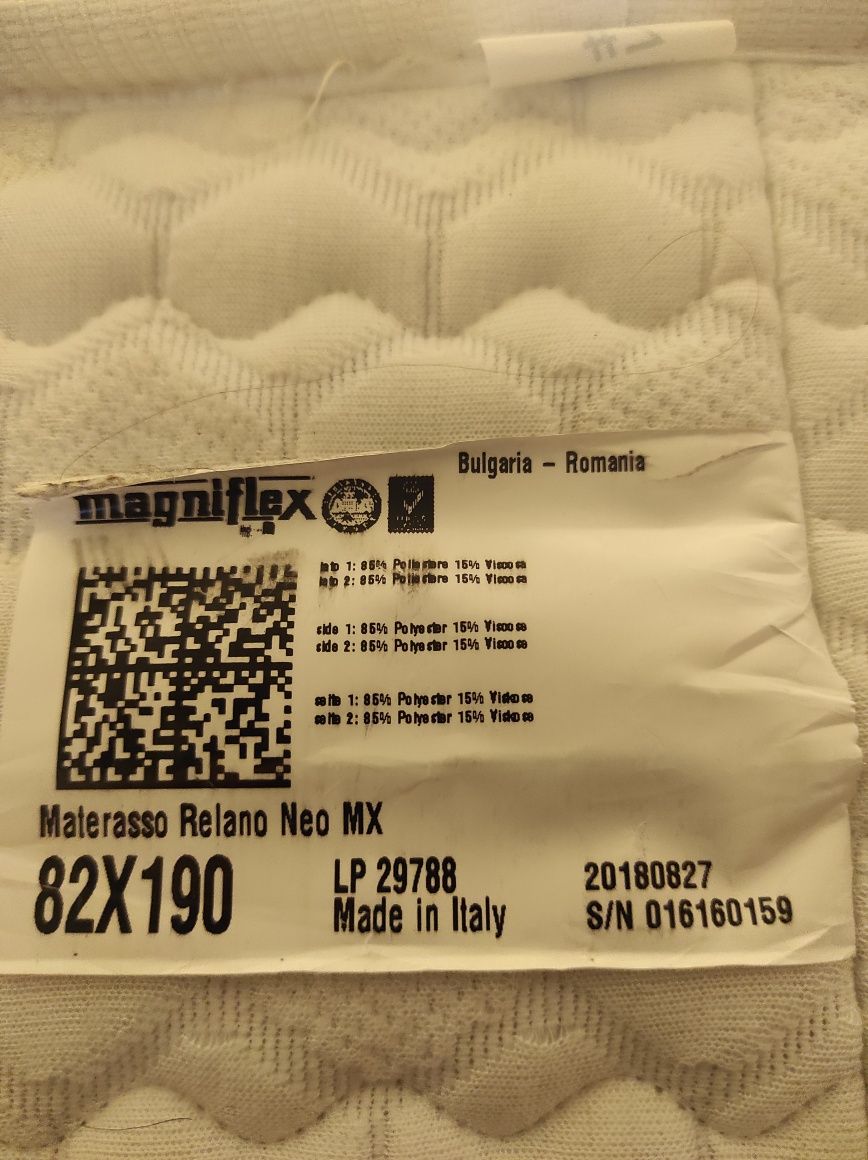 Bulgaria – Romania
magniflex
lato 1: 85% Poliestere 15% Viscosa
lato 2: 85% Poliestere 15% Viscosa
side 1: 85% Polyester 15% Viscose
side 2: 85% Polyester 15% Viscose
seite 1: 85% Polyester 15% Viskose
seite 2: 85% Polyester 15% Viskose
Materasso Relano Neo MX
82X190
LP 29788
Made in Italy
20180827
S/N 016160159